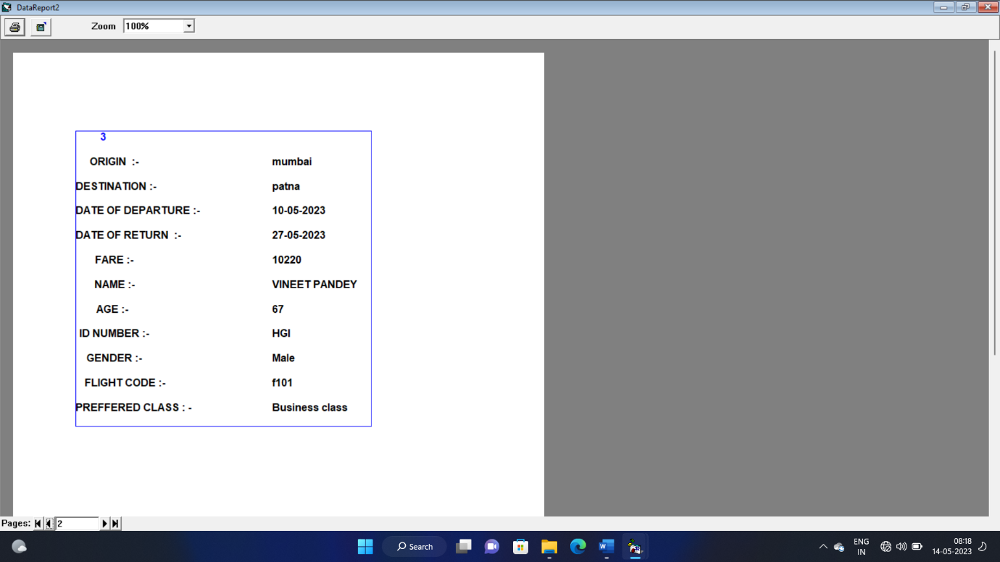 DataReport2
Zoom 100%
3
ORIGIN :- mumbai
DESTINATION :- patna
DATE OF DEPARTURE :- 10-05-2023
DATE OF RETURN :- 27-05-2023
FARE :- 10220
NAME :- VINEET PANDEY
AGE :- 67
ID NUMBER :- HGI
GENDER :- Male
FLIGHT CODE :- f101
PREFFERED CLASS : - Business class
Pages: 2
Search
ENG
IN
08:18
14-05-2023